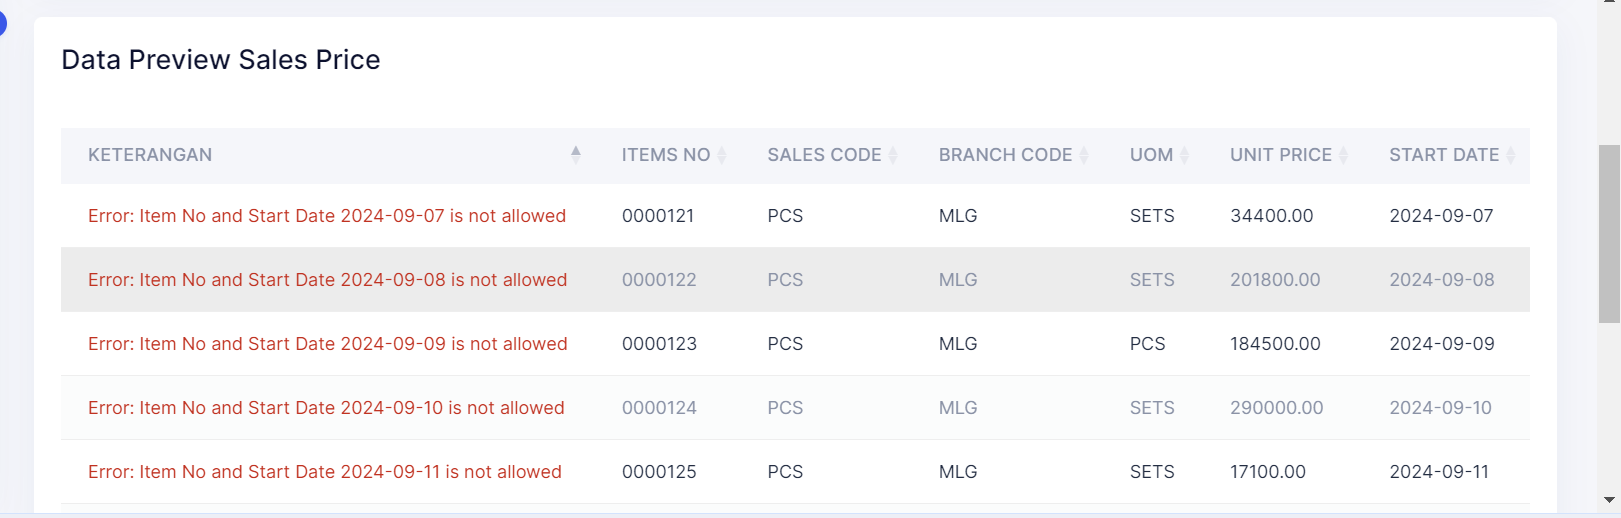 Data Preview Sales Price
KETERANGAN ITEMS NO SALES CODE BRANCH CODE UOM UNIT PRICE START DATE
Error: Item No and Start Date 2024-09-07 is not allowed 0000121 PCS MLG SETS 34400.00 2024-09-07
Error: Item No and Start Date 2024-09-08 is not allowed 0000122 PCS MLG SETS 201800.00 2024-09-08
Error: Item No and Start Date 2024-09-09 is not allowed 0000123 PCS MLG PCS 184500.00 2024-09-09
Error: Item No and Start Date 2024-09-10 is not allowed 0000124 PCS MLG SETS 290000.00 2024-09-10
Error: Item No and Start Date 2024-09-11 is not allowed 0000125 PCS MLG SETS 17100.00 2024-09-11